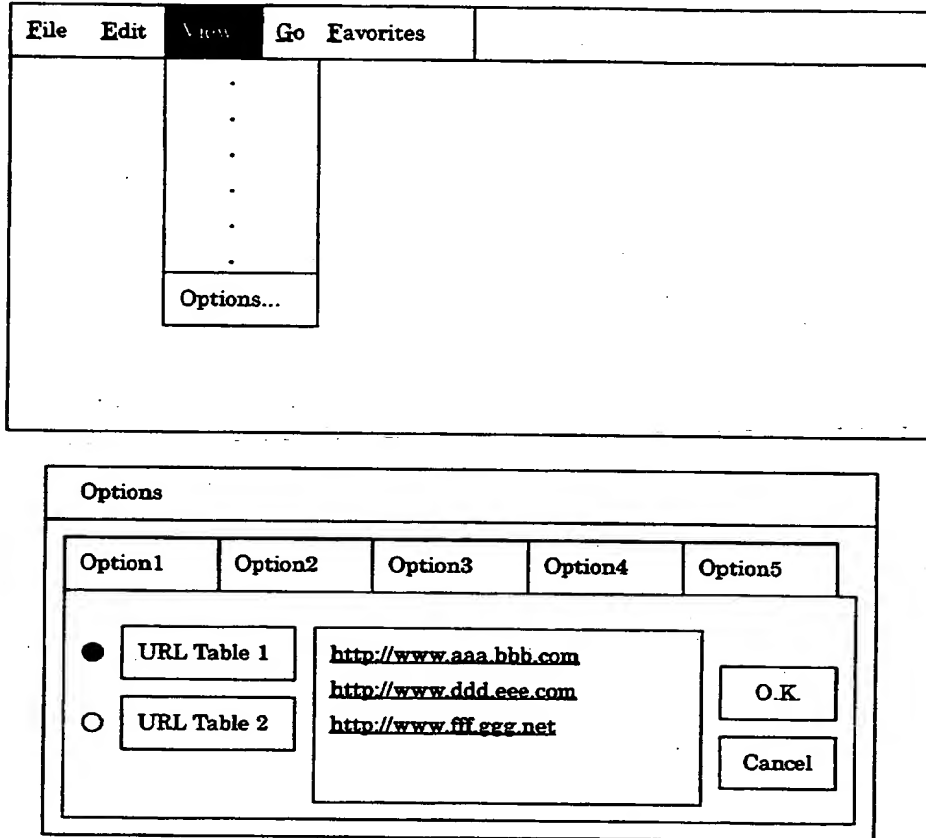 File Edit View Go Favorites
Options...
Options
Option1 Option2 Option3 Option4 Option5
URL Table 1
URL Table 2
http://www.aaa.bbb.com
http://www.ddd.eee.com
http://www.fff.ggg.net
O.K.
Cancel